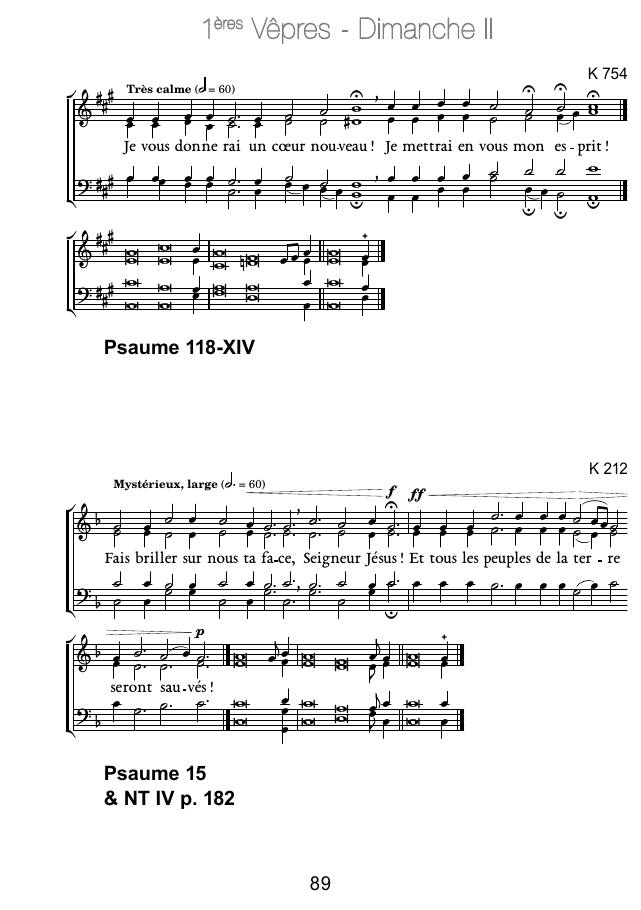 1ères Vêpres - Dimanche II
K 754
Très calme (𝅗𝅥 = 60)
Je vous donne rai un cœur nou-veau ! Je mettrai en vous mon es-prit !
Psaume 118-XIV
K 212
Mystérieux, large (𝅗𝅥. = 60)
f ff
Fais briller sur nous ta fa-ce, Seigneur Jésus ! Et tous les peuples de la ter - re
p
seront sau-vés !
Psaume 15
& NT IV p. 182
89